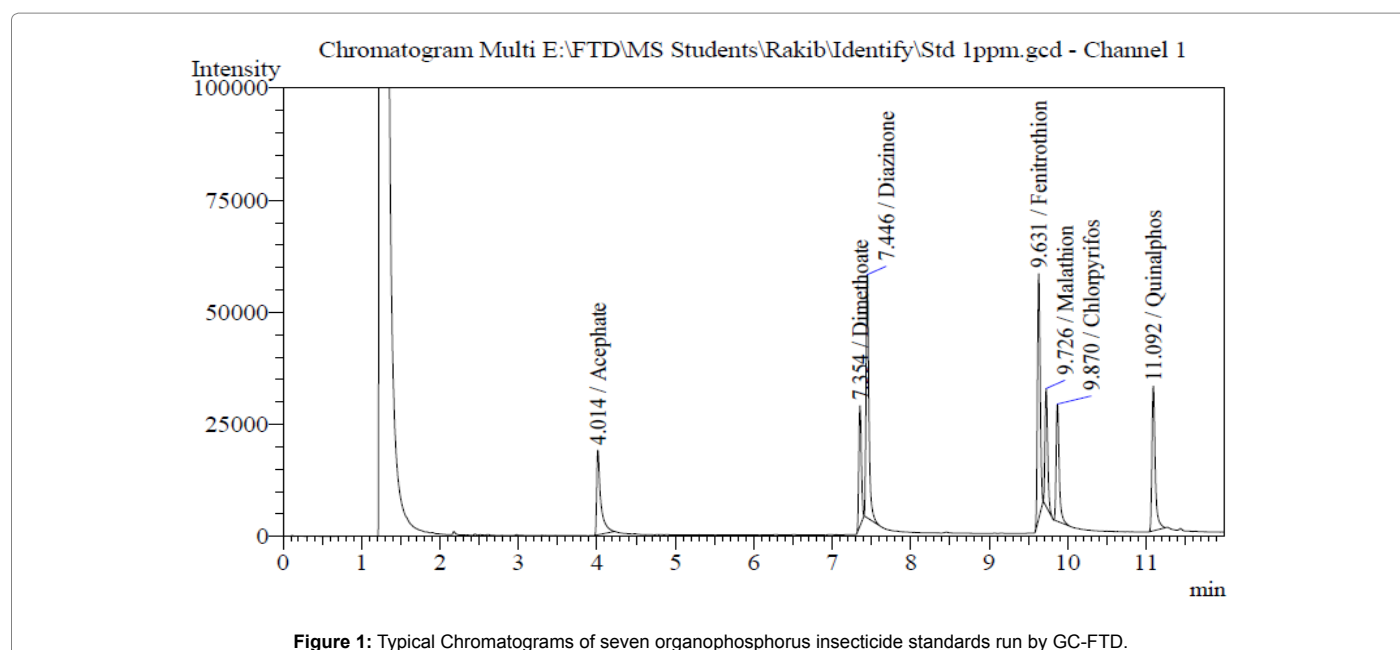 Chromatogram Multi E:\FTD\MS Students\Rakib\Identify\Std 1ppm.gcd - Channel 1
Intensity
100000
75000
50000
25000
0
4.014 / Acephate
7.354 / Dimethoate
7.446 / Diazinone
9.631 / Fenitrothion
9.726 / Malathion
9.870 / Chlorpyrifos
11.092 / Quinalphos
0 1 2 3 4 5 6 7 8 9 10 11
min
Figure 1: Typical Chromatograms of seven organophosphorus insecticide standards run by GC-FTD.